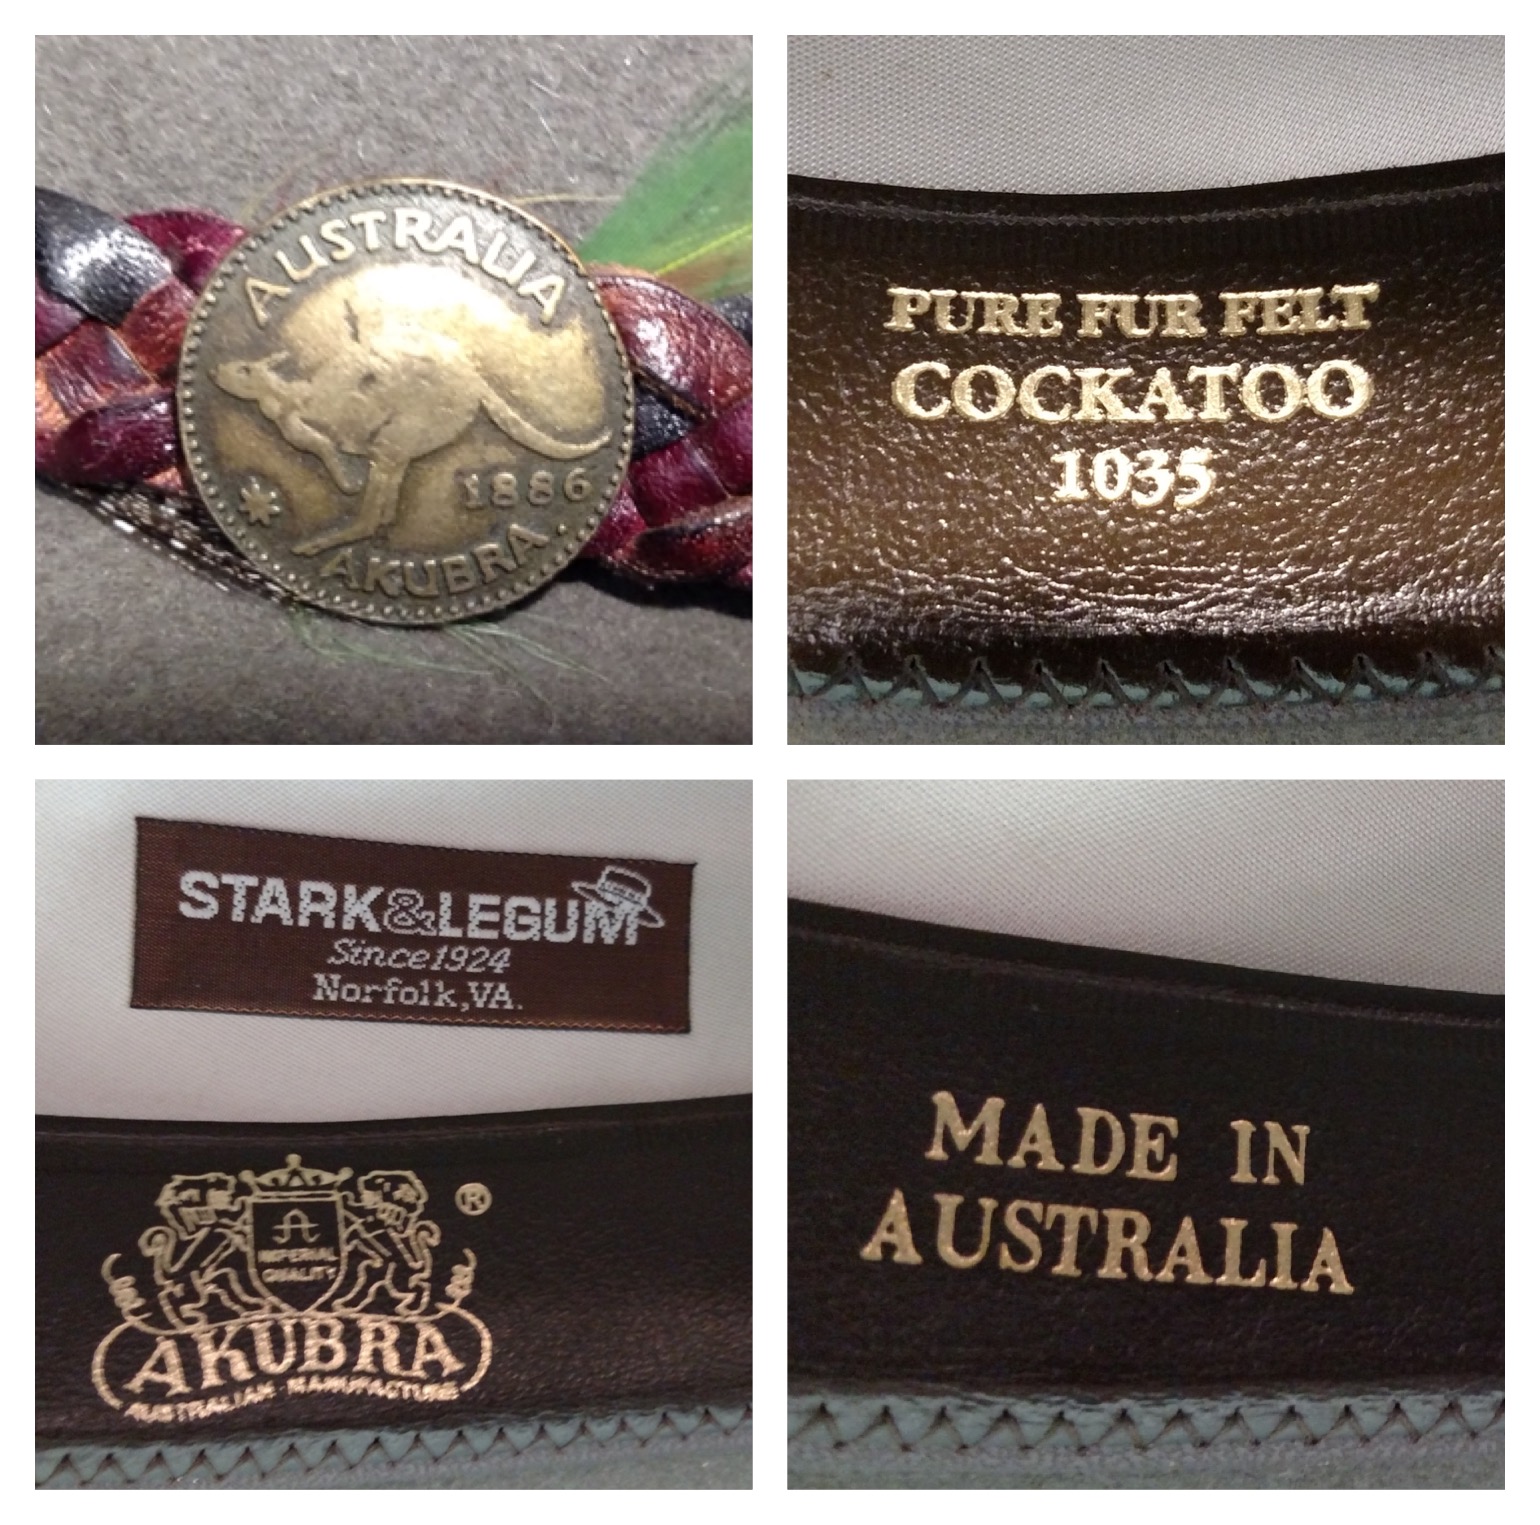 AUSTRALIA
1886
AKUBRA
PURE FUR FELT
COCKATOO
1035
STARK&LEGUM
Since 1924
Norfolk, VA.
®
A
IMPERIAL
QUALITY
AKUBRA
AUSTRALIAN · MANUFACTURE
MADE IN
AUSTRALIA